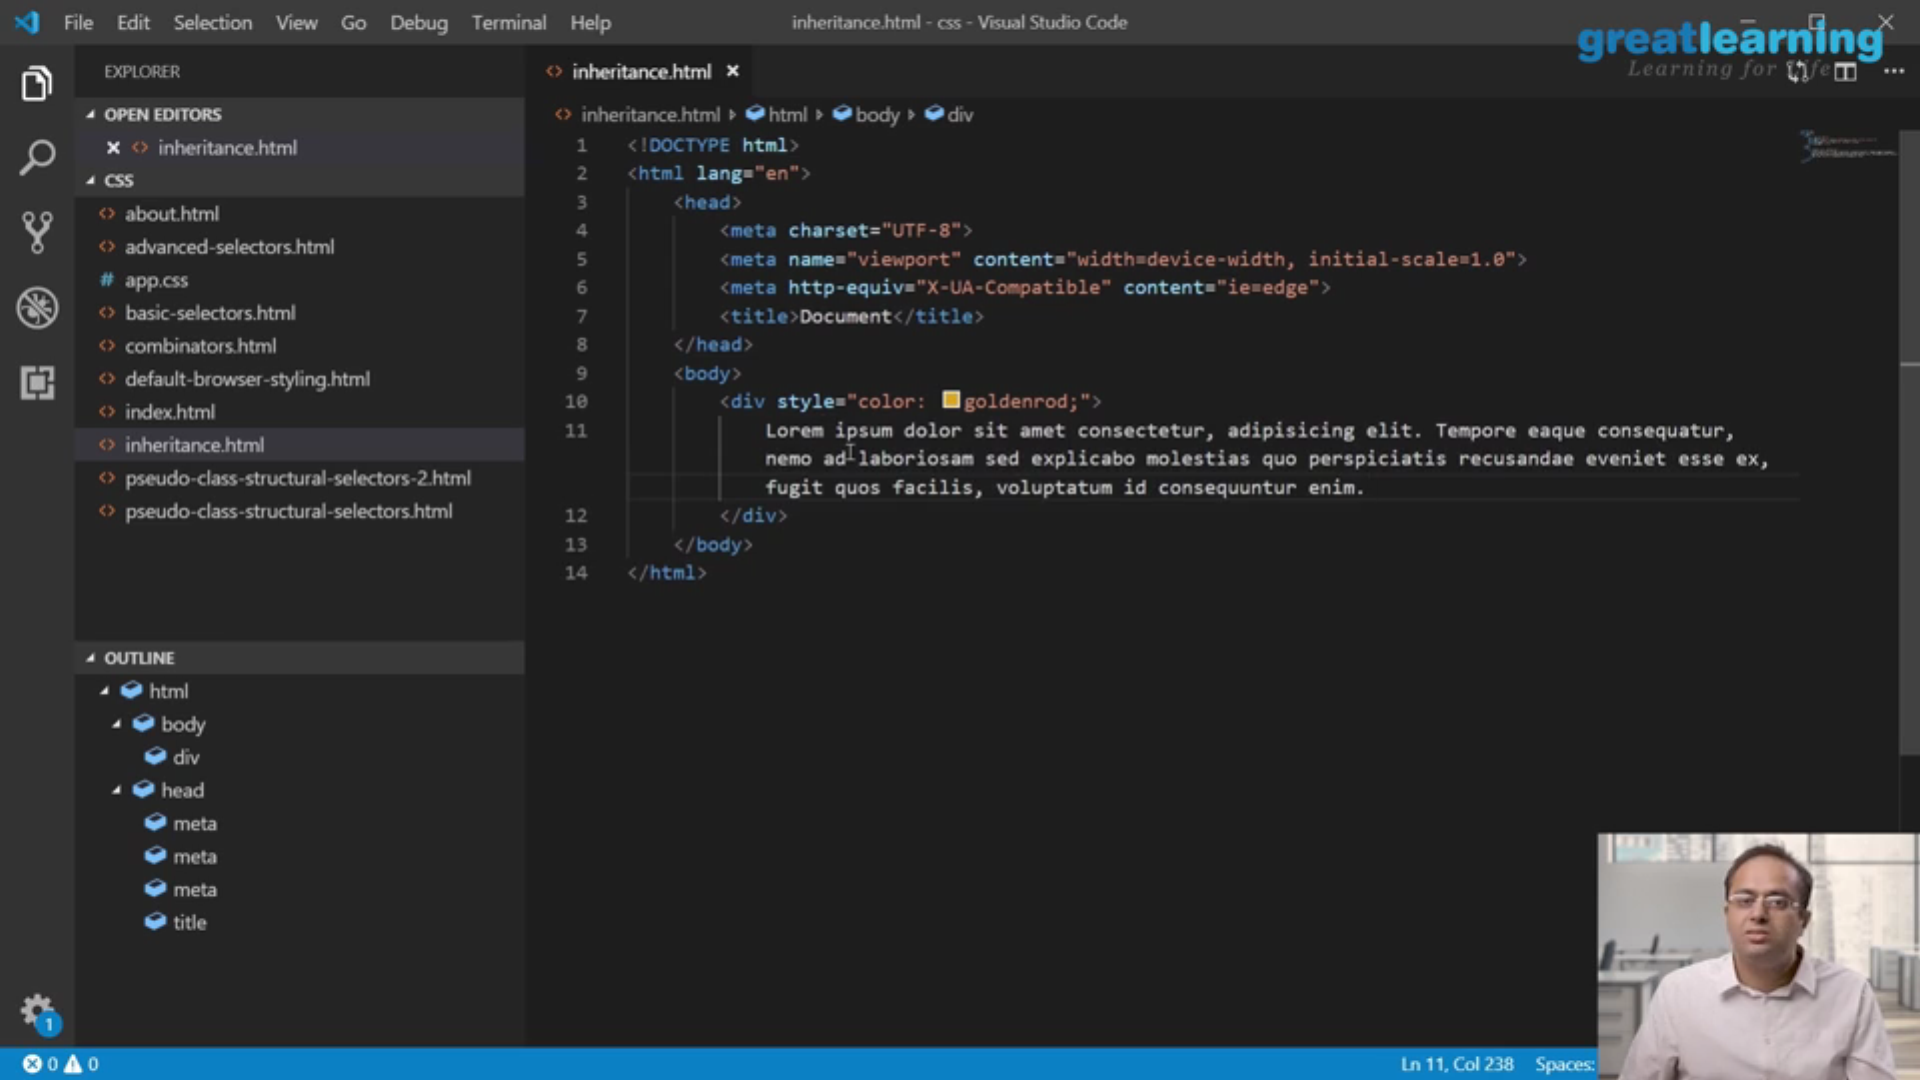 File Edit Selection View Go Debug Terminal Help
inheritance.html - css - Visual Studio Code
greatlearning
Learning for life
EXPLORER
OPEN EDITORS
inheritance.html
CSS
about.html
advanced-selectors.html
# app.css
basic-selectors.html
combinators.html
default-browser-styling.html
index.html
inheritance.html
pseudo-class-structural-selectors-2.html
pseudo-class-structural-selectors.html
OUTLINE
html
body
div
head
meta
meta
meta
title
1
inheritance.html
inheritance.html html body div
1 <!DOCTYPE html>
2 <html lang="en">
3 <head>
4 <meta charset="UTF-8">
5 <meta name="viewport" content="width=device-width, initial-scale=1.0">
6 <meta http-equiv="X-UA-Compatible" content="ie=edge">
7 <title>Document</title>
8 </head>
9 <body>
10 <div style="color: goldenrod;">
11 Lorem ipsum dolor sit amet consectetur, adipisicing elit. Tempore eaque consequatur,
nemo ad laboriosam sed explicabo molestias quo perspiciatis recusandae eveniet esse ex,
fugit quos facilis, voluptatum id consequuntur enim.
12 </div>
13 </body>
14 </html>
0 0
Ln 11, Col 238 Spaces: